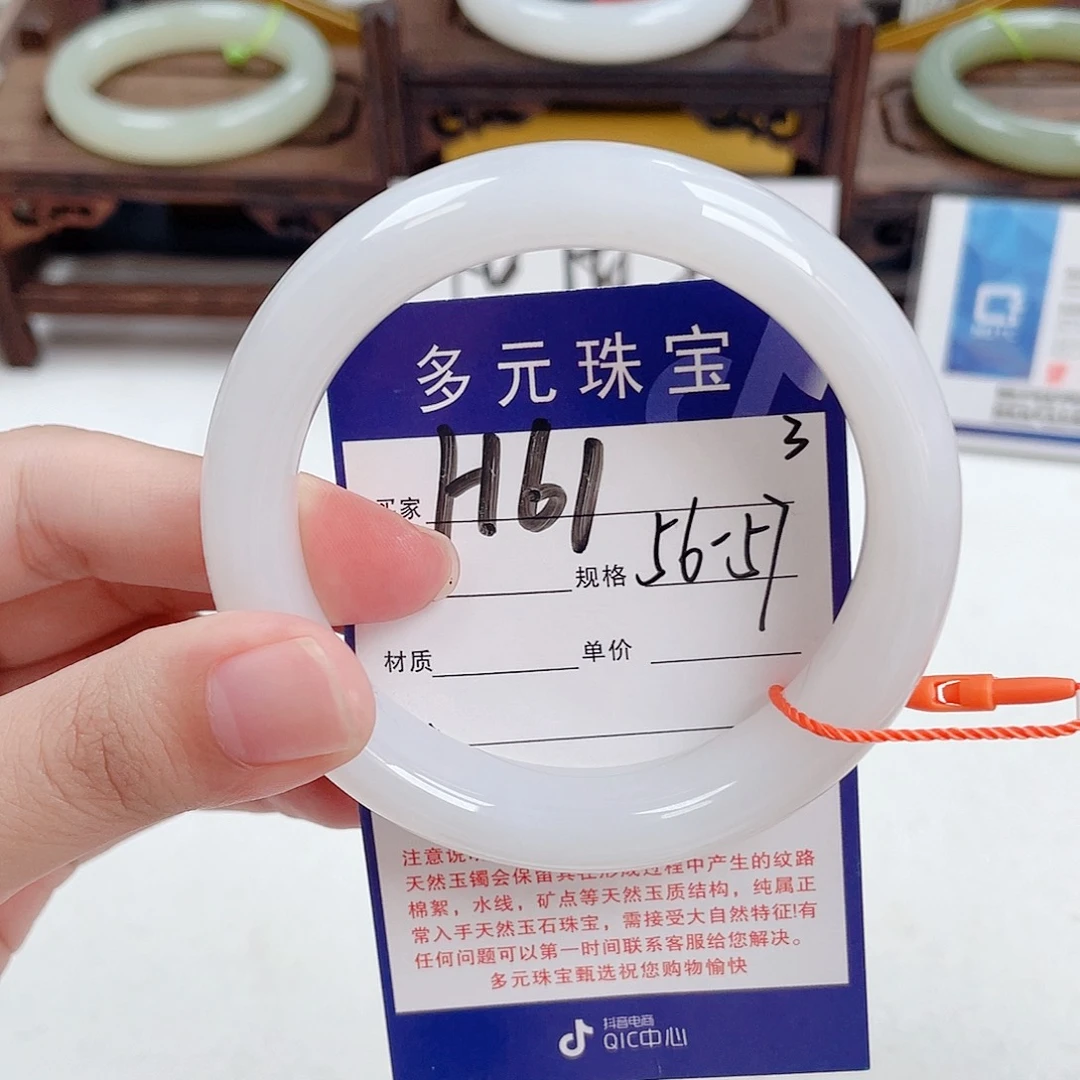 多元珠宝
3
H61
买家
规格 56-57
材质 单价
注意说
天然玉镯会保留其在形成过程中产生的纹路
棉絮，水线，矿点等天然玉质结构，纯属正
常入手天然玉石珠宝，需接受大自然特征!有
任何问题可以第一时间联系客服给您解决。
多元珠宝甄选祝您购物愉快
抖音电商
QIC中心